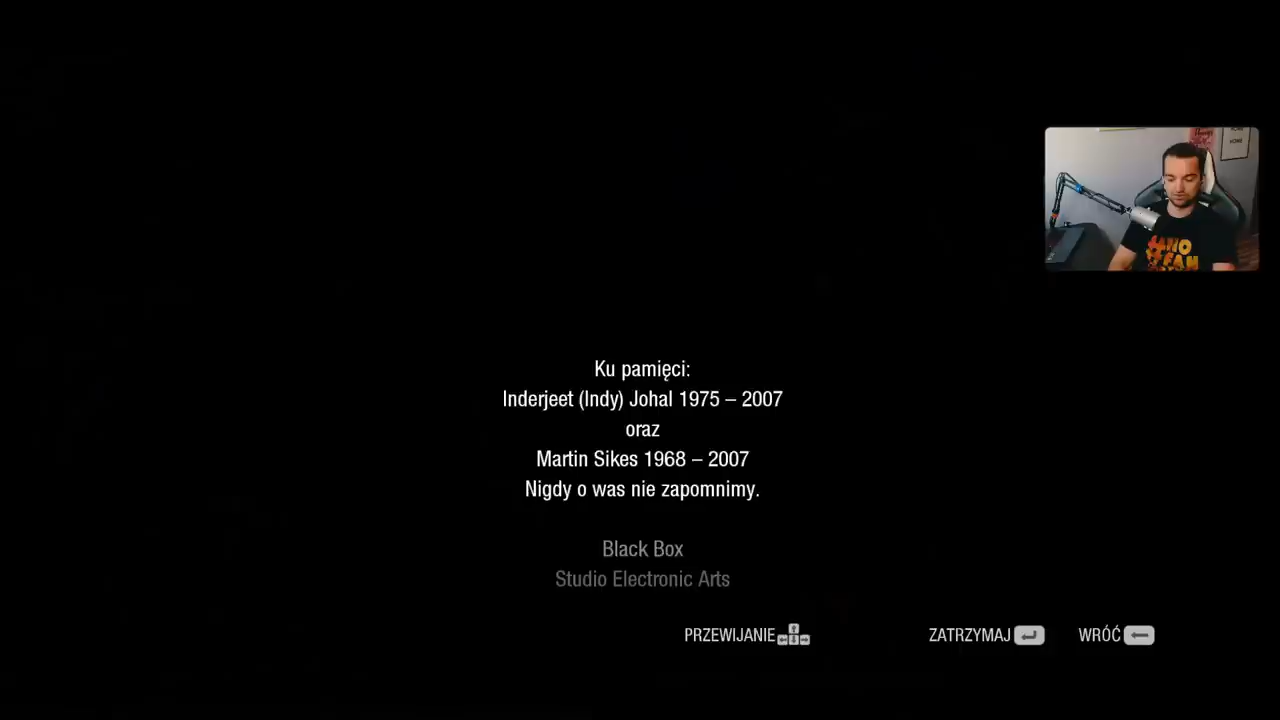 Ku pamięci:
Inderjeet (Indy) Johal 1975 – 2007
oraz
Martin Sikes 1968 – 2007
Nigdy o was nie zapomnimy.
Black Box
Studio Electronic Arts
PRZEWIJANIE
ZATRZYMAJ
WRÓĆ